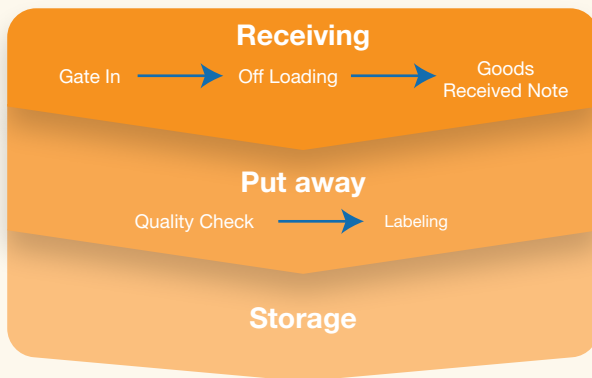 Receiving
Gate In
Off Loading
Goods
Received Note
Put away
Quality Check
Labeling
Storage